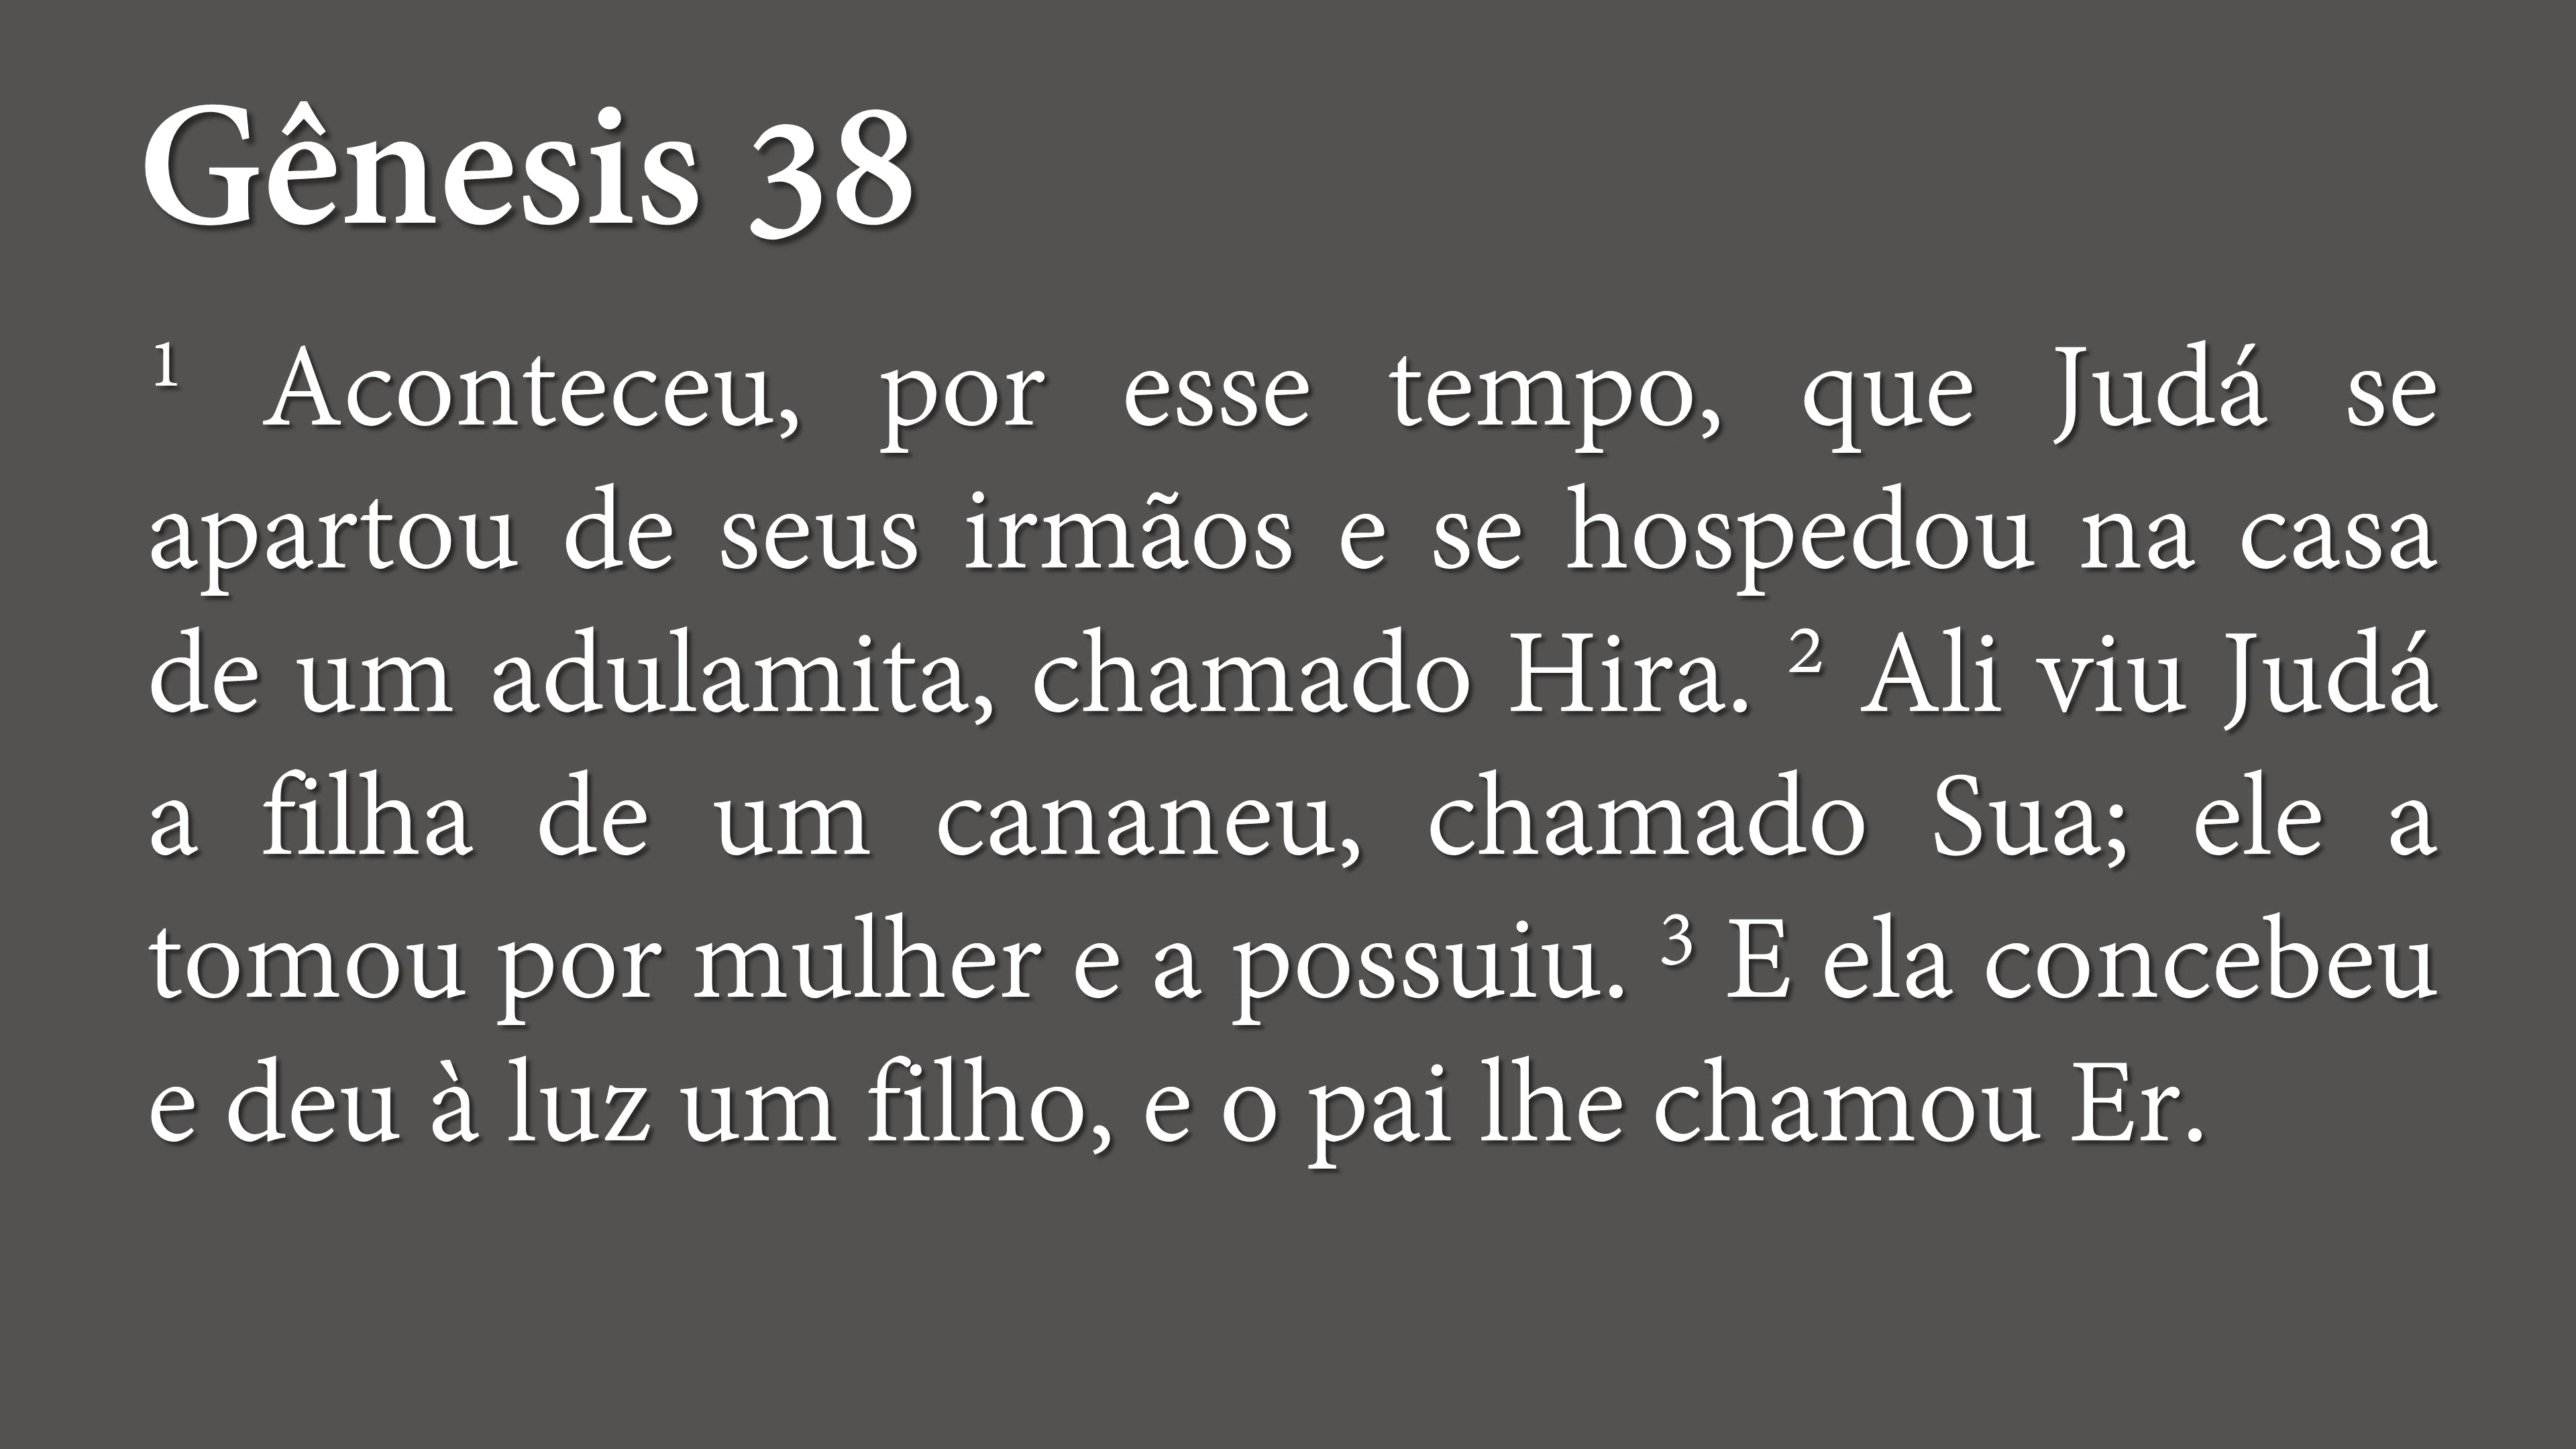 Gênesis 38
¹ Aconteceu, por esse tempo, que Judá se
apartou de seus irmãos e se hospedou na casa
de um adulamita, chamado Hira. ² Ali viu Judá
a filha de um cananeu, chamado Sua; ele a
tomou por mulher e a possuiu. ³ E ela concebeu
e deu à luz um filho, e o pai lhe chamou Er.